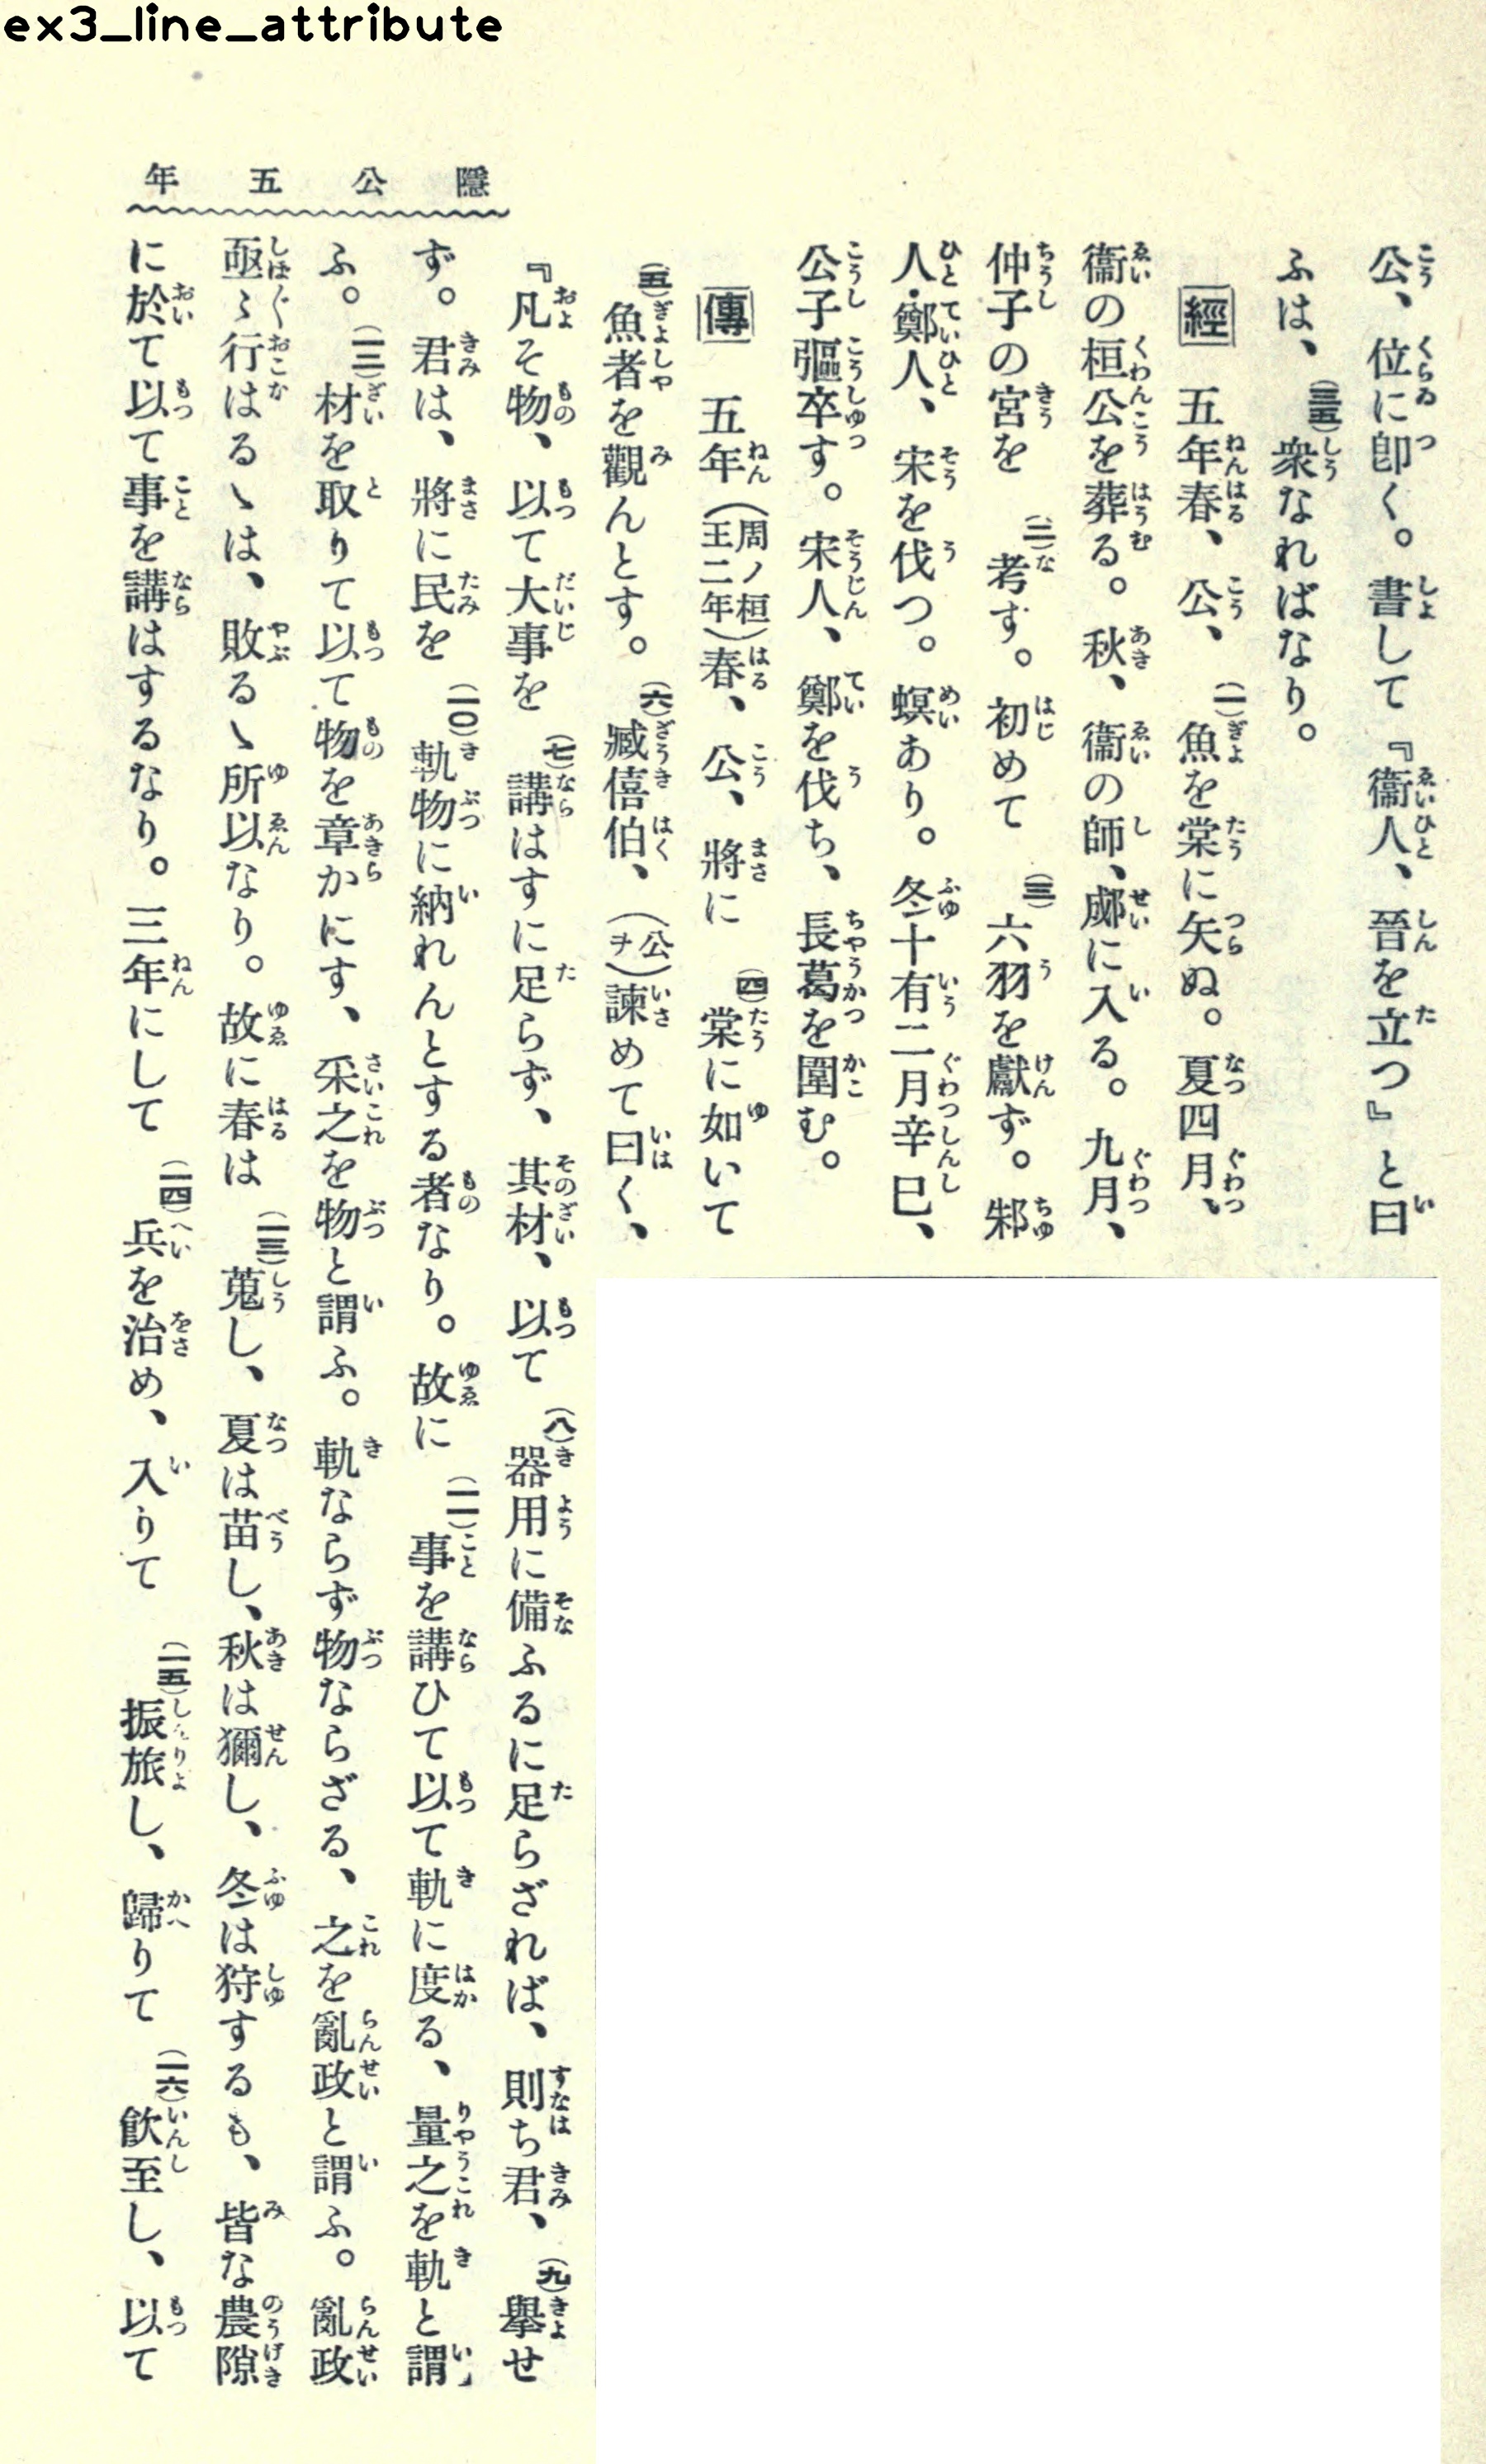 ex3_line_attribute
隱公五年
公、位に卽く。書して『衞人、晉を立つ』と曰
ふは、(三五)衆なればなり。
經 五年春、公、(一)魚を棠に矢ぬ。夏四月、
衞の桓公を葬る。秋、衞の師、郕に入る。九月、
仲子の宮を(二)考す。初めて(三)六羽を獻ず。邾
人・鄭人、宋を伐つ。螟あり。冬十有二月辛巳、
公子彄卒す。宋人、鄭を伐ち、長葛を圍む。
傳 五年(周ノ桓王二年)春、公、將に(四)棠に如いて
(五)魚者を觀んとす。(六)臧僖伯、(公ヲ)諫めて曰く、
『凡そ物、以て大事を(七)講はすに足らず、其材、以て(八)器用に備ふるに足らざれば、則ち君、(九)擧せ
ず。君は、將に民を(一〇)軌物に納れんとする者なり。故に(一一)事を講ひて以て軌に度る、量之を軌と謂
ふ。(一二)材を取りて以て物を章かにす、采之を物と謂ふ。軌ならず物ならざる、之を亂政と謂ふ。亂政
亟〻行はるゝは、敗るゝ所以なり。故に春は(一三)蒐し、夏は苗し、秋は獮し、冬は狩するも、皆な農隙
に於て以て事を講はするなり。三年にして(一四)兵を治め、入りて(一五)振旅し、歸りて(一六)飮至し、以て